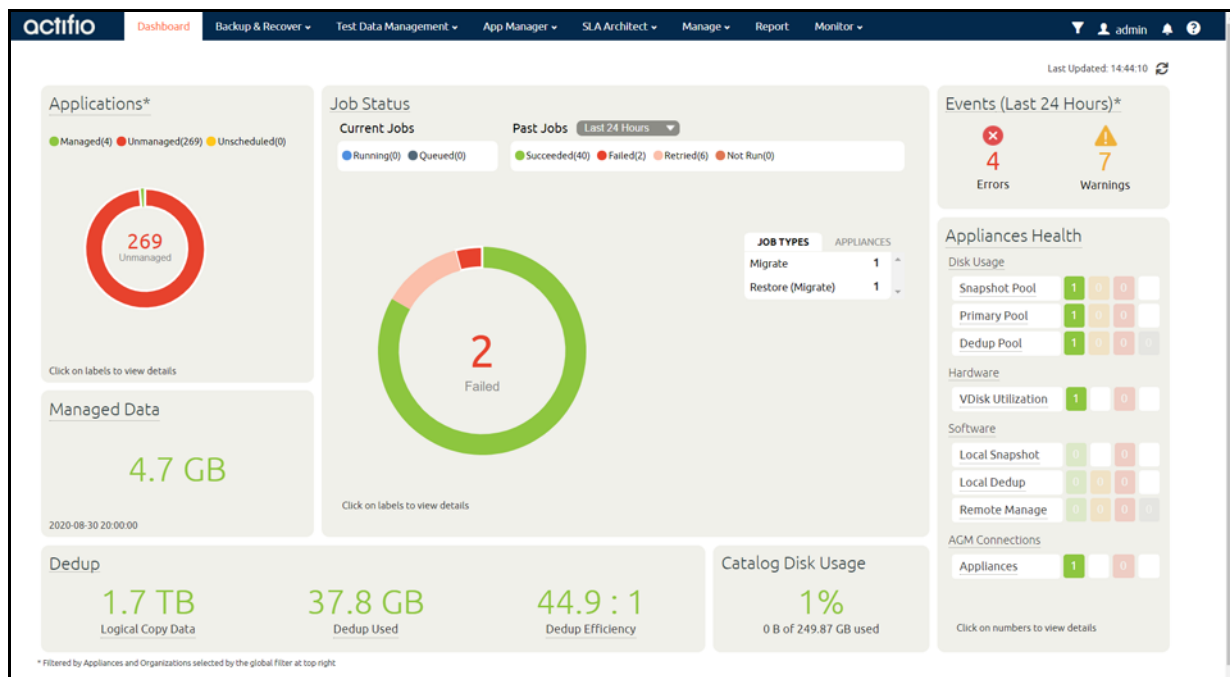 actifio Dashboard Backup & Recover Test Data Management App Manager SLA Architect Manage Report Monitor admin
Last Updated: 14:44:10
Applications*
Managed(4) Unmanaged(269) Unscheduled(0)
269
Unmanaged
Click on labels to view details
Managed Data
4.7 GB
2020-08-30 20:00:00
Job Status
Current Jobs
Running(0) Queued(0)
Past Jobs Last 24 Hours
Succeeded(40) Failed(2) Retried(6) Not Run(0)
JOB TYPES APPLIANCES
Migrate 1
Restore (Migrate) 1
2
Failed
Click on labels to view details
Events (Last 24 Hours)*
4 7
Errors Warnings
Appliances Health
Disk Usage
Snapshot Pool 1 0 0
Primary Pool 1 0 0
Dedup Pool 1 0 0 0
Hardware
VDisk Utilization 1 0
Software
Local Snapshot 0 0
Local Dedup 0 0 0
Remote Manage 0 0 0 0
AGM Connections
Appliances 1 0
Click on numbers to view details
Dedup
1.7 TB 37.8 GB 44.9 : 1
Logical Copy Data Dedup Used Dedup Efficiency
Catalog Disk Usage
1%
0 B of 249.87 GB used
* Filtered by Appliances and Organizations selected by the global filter at top right